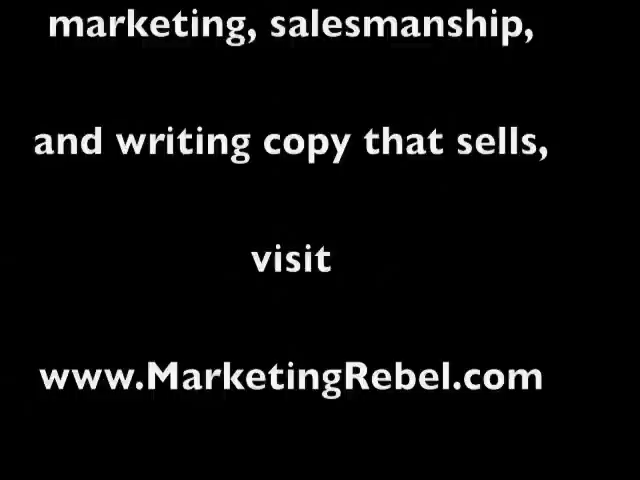 marketing, salesmanship,
and writing copy that sells,
visit
www.MarketingRebel.com